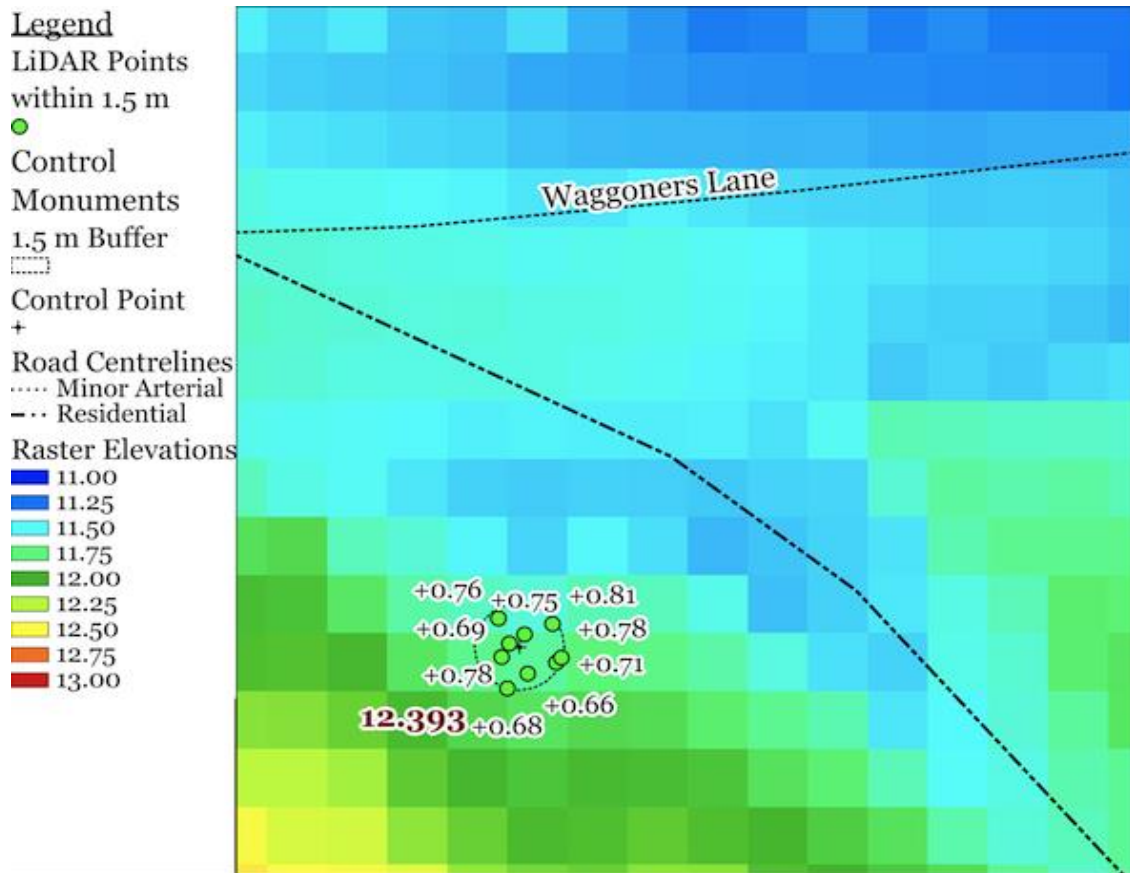 Legend
LiDAR Points
within 1.5 m
Control
Monuments
1.5 m Buffer
Control Point
Road Centrelines
Minor Arterial
Residential
Raster Elevations
11.00
11.25
11.50
11.75
12.00
12.25
12.50
12.75
13.00
Waggoners Lane
+0.76
+0.75
+0.81
+0.69
+0.78
+0.78
+0.71
+0.66
12.393
+0.68